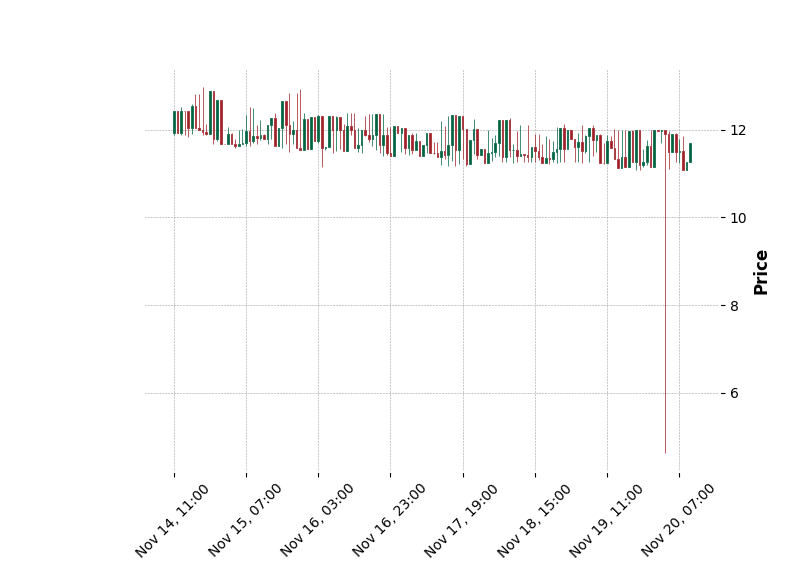 12
10
8
6
Price
Nov 14, 11:00
Nov 15, 07:00
Nov 16, 03:00
Nov 16, 23:00
Nov 17, 19:00
Nov 18, 15:00
Nov 19, 11:00
Nov 20, 07:00